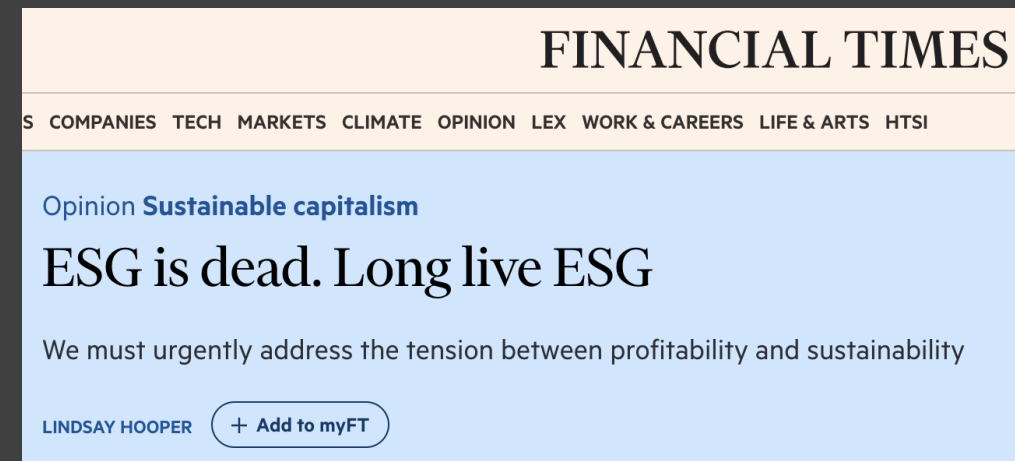 FINANCIAL TIMES
S COMPANIES TECH MARKETS CLIMATE OPINION LEX WORK & CAREERS LIFE & ARTS HTSI
Opinion Sustainable capitalism
ESG is dead. Long live ESG
We must urgently address the tension between profitability and sustainability
LINDSAY HOOPER + Add to myFT